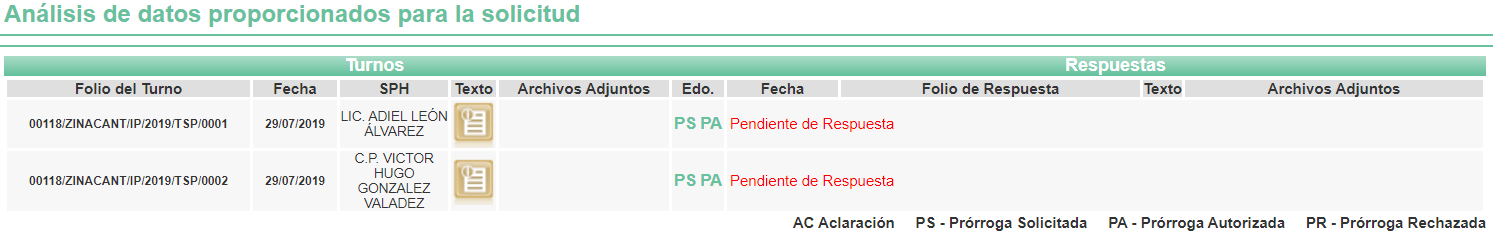 Análisis de datos proporcionados para la solicitud
Turnos Respuestas
Folio del Turno Fecha SPH Texto Archivos Adjuntos Edo. Fecha Folio de Respuesta Texto Archivos Adjuntos
00118/ZINACANT/IP/2019/TSP/0001 29/07/2019 LIC. ADIEL LEÓN
ÁLVAREZ
PS PA Pendiente de Respuesta
00118/ZINACANT/IP/2019/TSP/0002 29/07/2019 C.P. VICTOR
HUGO
GONZALEZ
VALADEZ
PS PA Pendiente de Respuesta
AC Aclaración PS - Prórroga Solicitada PA - Prórroga Autorizada PR - Prórroga Rechazada